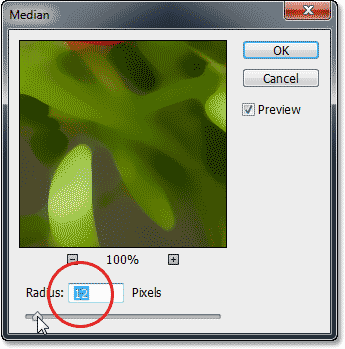 Median
OK
Cancel
Preview
100%
Radius: 12 Pixels